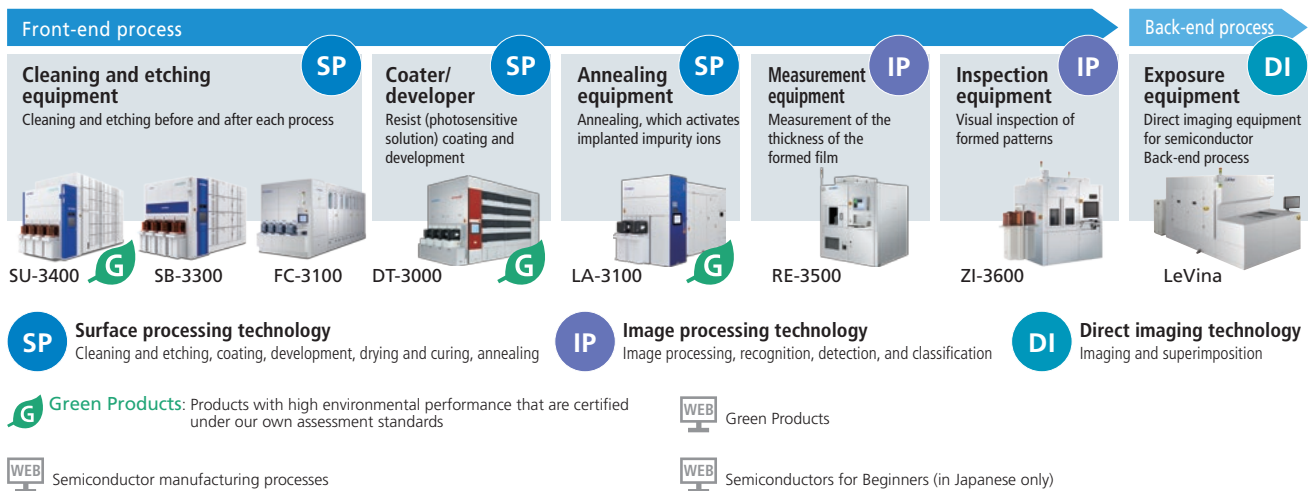 Front-end process
Back-end process
SP
Cleaning and etching
equipment
Cleaning and etching before and after each process
SP
Coater/
developer
Resist (photosensitive
solution) coating and
development
SP
Annealing
equipment
Annealing, which activates
implanted impurity ions
IP
Measurement
equipment
Measurement of the
thickness of the
formed film
IP
Inspection
equipment
Visual inspection of
formed patterns
DI
Exposure
equipment
Direct imaging equipment
for semiconductor
Back-end process
SU-3400
G
SB-3300
FC-3100
DT-3000
G
LA-3100
G
RE-3500
ZI-3600
LeVina
SP
Surface processing technology
Cleaning and etching, coating, development, drying and curing, annealing
IP
Image processing technology
Image processing, recognition, detection, and classification
DI
Direct imaging technology
Imaging and superimposition
G
Green Products: Products with high environmental performance that are certified
under our own assessment standards
WEB
Green Products
WEB
Semiconductor manufacturing processes
WEB
Semiconductors for Beginners (in Japanese only)